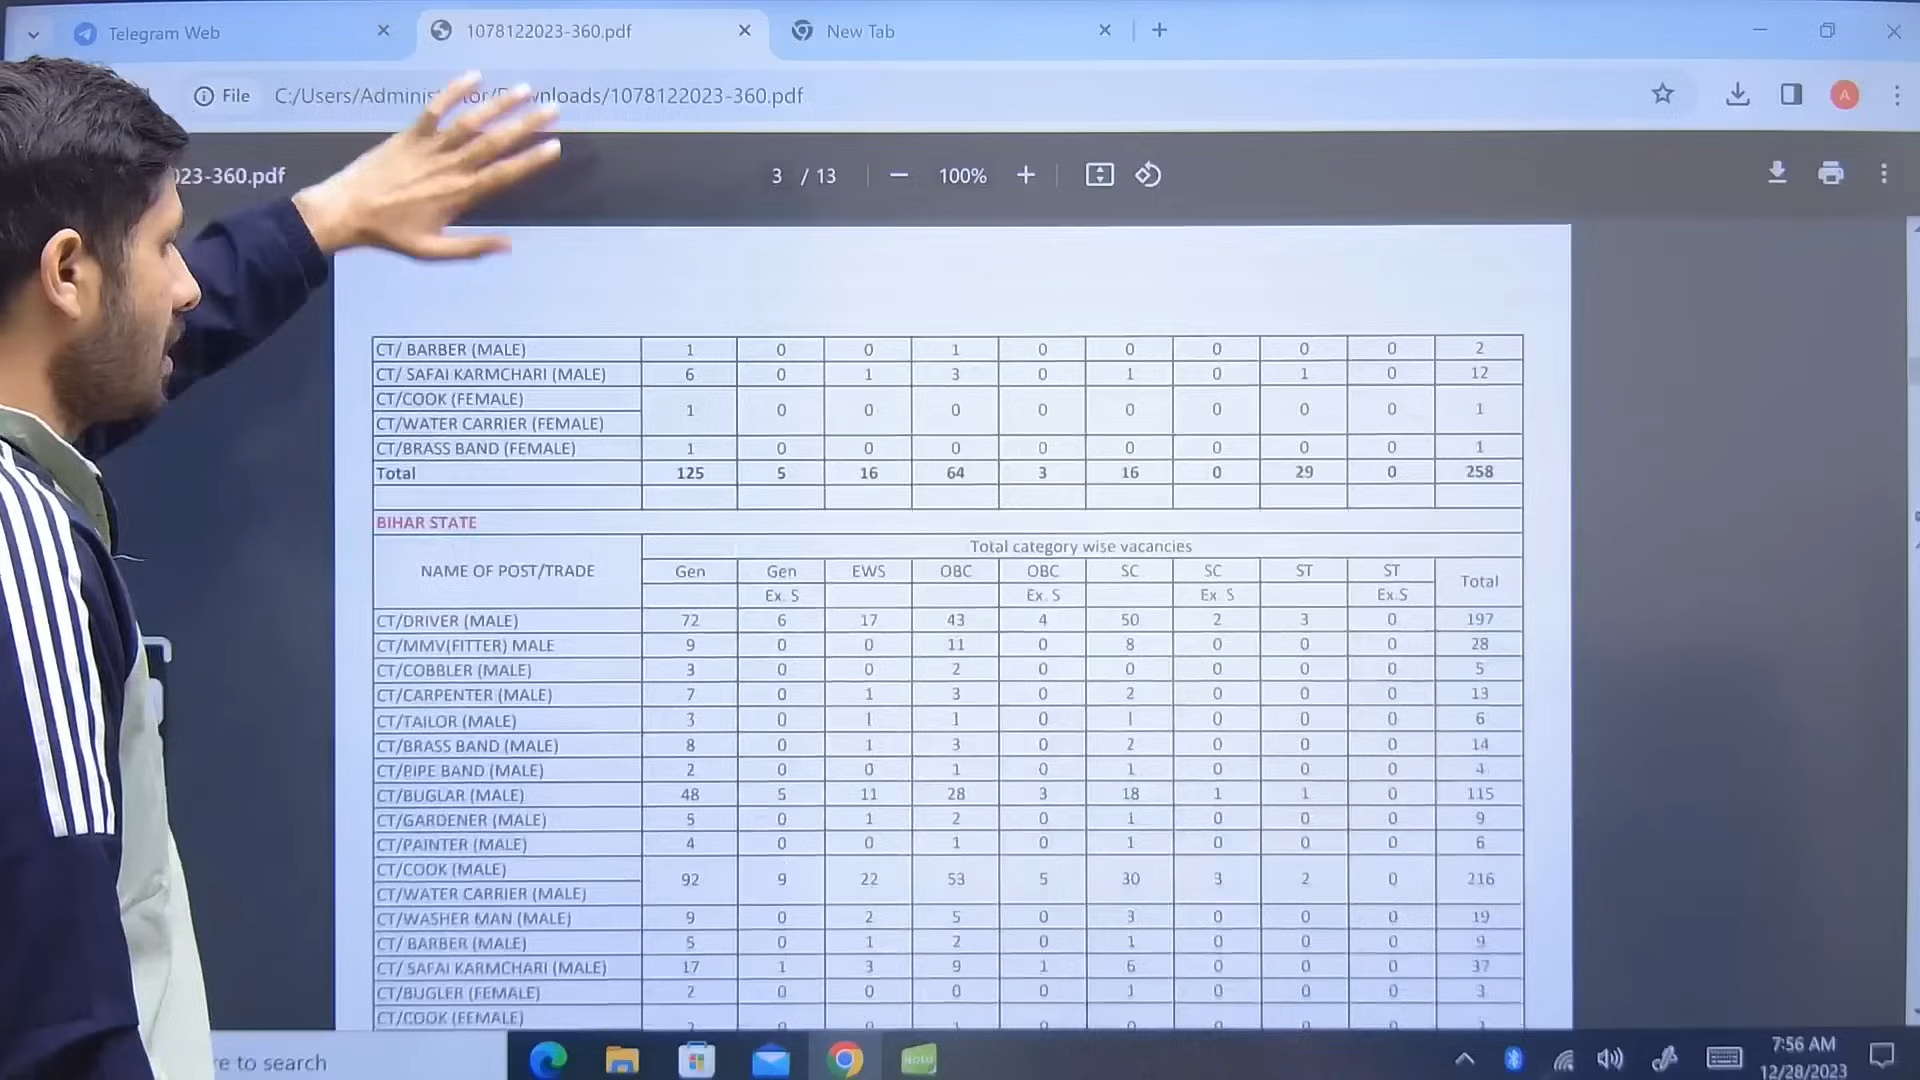 Telegram Web
1078122023-360.pdf
New Tab
File C:/Users/Adminis tor/D wnloads/1078122023-360.pdf
A
023-360.pdf
3 / 13
100%
CT/ BARBER (MALE) 1 0 0 1 0 0 0 0 0 2
CT/ SAFAI KARMCHARI (MALE) 6 0 1 3 0 1 0 1 0 12
CT/COOK (FEMALE)
1 0 0 0 0 0 0 0 0 1
CT/WATER CARRIER (FEMALE)
CT/BRASS BAND (FEMALE) 1 0 0 0 0 0 0 0 0 1
Total 125 5 16 64 3 16 0 29 0 258
BIHAR STATE
Total category wise vacancies
NAME OF POST/TRADE Gen Gen EWS OBC OBC SC SC ST ST Total
Ex. S Ex. S Ex S Ex.S
CT/DRIVER (MALE) 72 6 17 43 4 50 2 3 0 197
CT/MMV(FITTER) MALE 9 0 0 11 0 8 0 0 0 28
CT/COBBLER (MALE) 3 0 0 2 0 0 0 0 0 5
CT/CARPENTER (MALE) 7 0 1 3 0 2 0 0 0 13
CT/TAILOR (MALE) 3 0 1 1 0 1 0 0 0 6
CT/BRASS BAND (MALE) 8 0 1 3 0 2 0 0 0 14
CT/PIPE BAND (MALE) 2 0 0 1 0 1 0 0 0 4
CT/BUGLAR (MALE) 48 5 11 28 3 18 1 1 0 115
CT/GARDENER (MALE) 5 0 1 2 0 1 0 0 0 9
CT/PAINTER (MALE) 4 0 0 1 0 1 0 0 0 6
CT/COOK (MALE)
92 9 22 53 5 30 3 2 0 216
CT/WATER CARRIER (MALE)
CT/WASHER MAN (MALE) 9 0 2 5 0 3 0 0 0 19
CT/ BARBER (MALE) 5 0 1 2 0 1 0 0 0 9
CT/ SAFAI KARMCHARI (MALE) 17 1 3 9 1 6 0 0 0 37
CT/BUGLER (FEMALE) 2 0 0 0 0 1 0 0 0 3
CT/COOK (FEMALE)
re to search
7:56 AM
12/28/2023